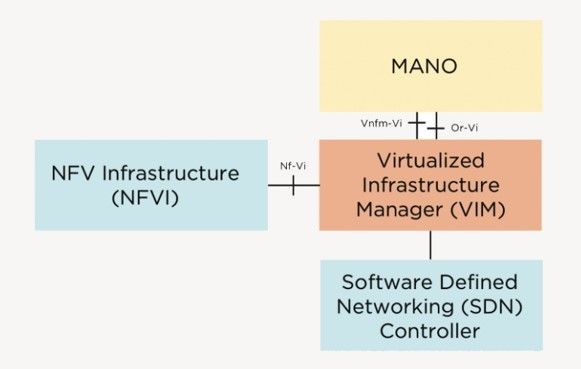 MANO
Vnfm-Vi
Or-Vi
NFV Infrastructure
(NFVI)
Nf-Vi
Virtualized
Infrastructure
Manager (VIM)
Software Defined
Networking (SDN)
Controller